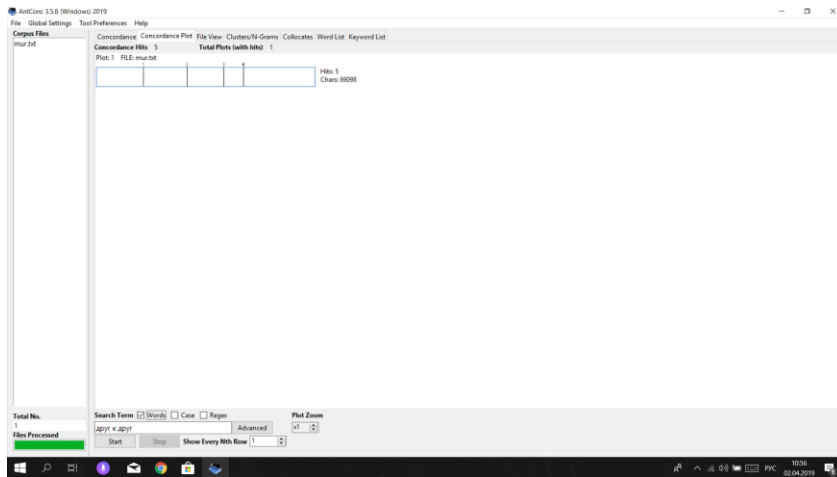 AntConc 3.5.8 (Windows) 2019
File Global Settings Tool Preferences Help
Corpus Files
mur.txt
Concordance Concordance Plot File View Clusters/N-Grams Collocates Word List Keyword List
Concordance Hits 5 Total Plots (with hits) 1
Plot: 1 FILE: mur.txt
Hits: 5
Chars: 69098
Total No.
1
Files Processed
Search Term Words Case Regex Plot Zoom
друг к другу Advanced x1
Start Stop Show Every Nth Row 1
РУС
10:56
02.04.2019